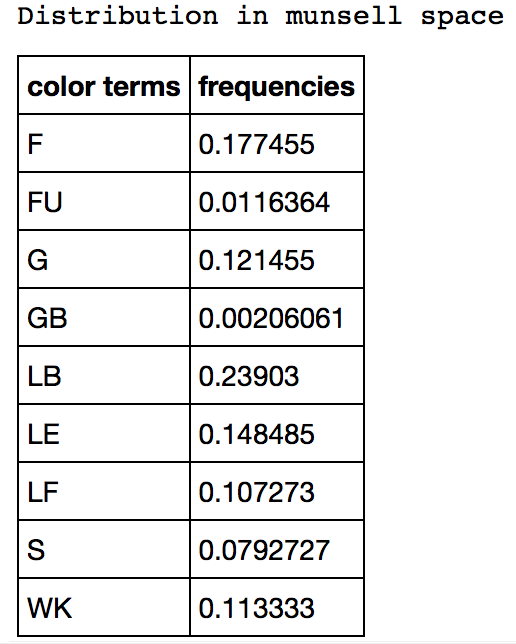 Distribution in munsell space
color terms frequencies
F 0.177455
FU 0.0116364
G 0.121455
GB 0.00206061
LB 0.23903
LE 0.148485
LF 0.107273
S 0.0792727
WK 0.113333